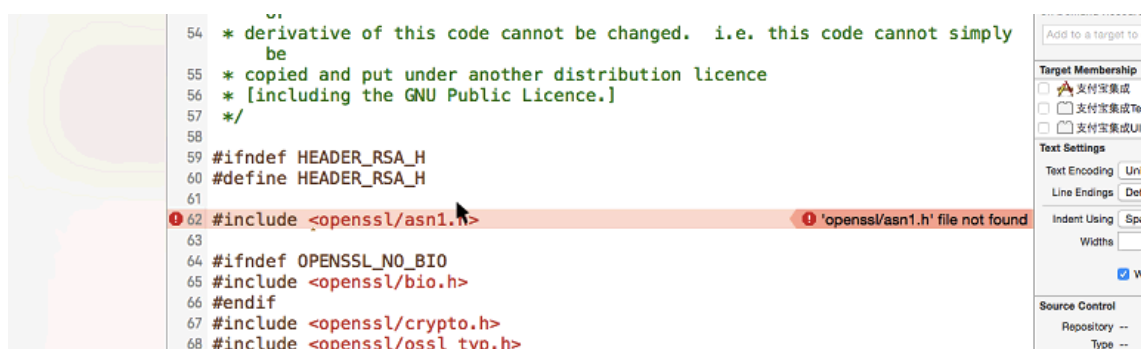 54 * derivative of this code cannot be changed. i.e. this code cannot simply
be
55 * copied and put under another distribution licence
56 * [including the GNU Public Licence.]
57 */
58
59 #ifndef HEADER_RSA_H
60 #define HEADER_RSA_H
61
62 #include <openssl/asn1.h> 'openssl/asn1.h' file not found
63
64 #ifndef OPENSSL_NO_BIO
65 #include <openssl/bio.h>
66 #endif
67 #include <openssl/crypto.h>
68 #include <openssl/ossl_typ.h>
Add to a target to
Target Membership
支付宝集成
支付宝集成Te
支付宝集成UI
Text Settings
Text Encoding Uni
Line Endings Def
Indent Using Spa
Widths
W
Source Control
Repository --
Type --